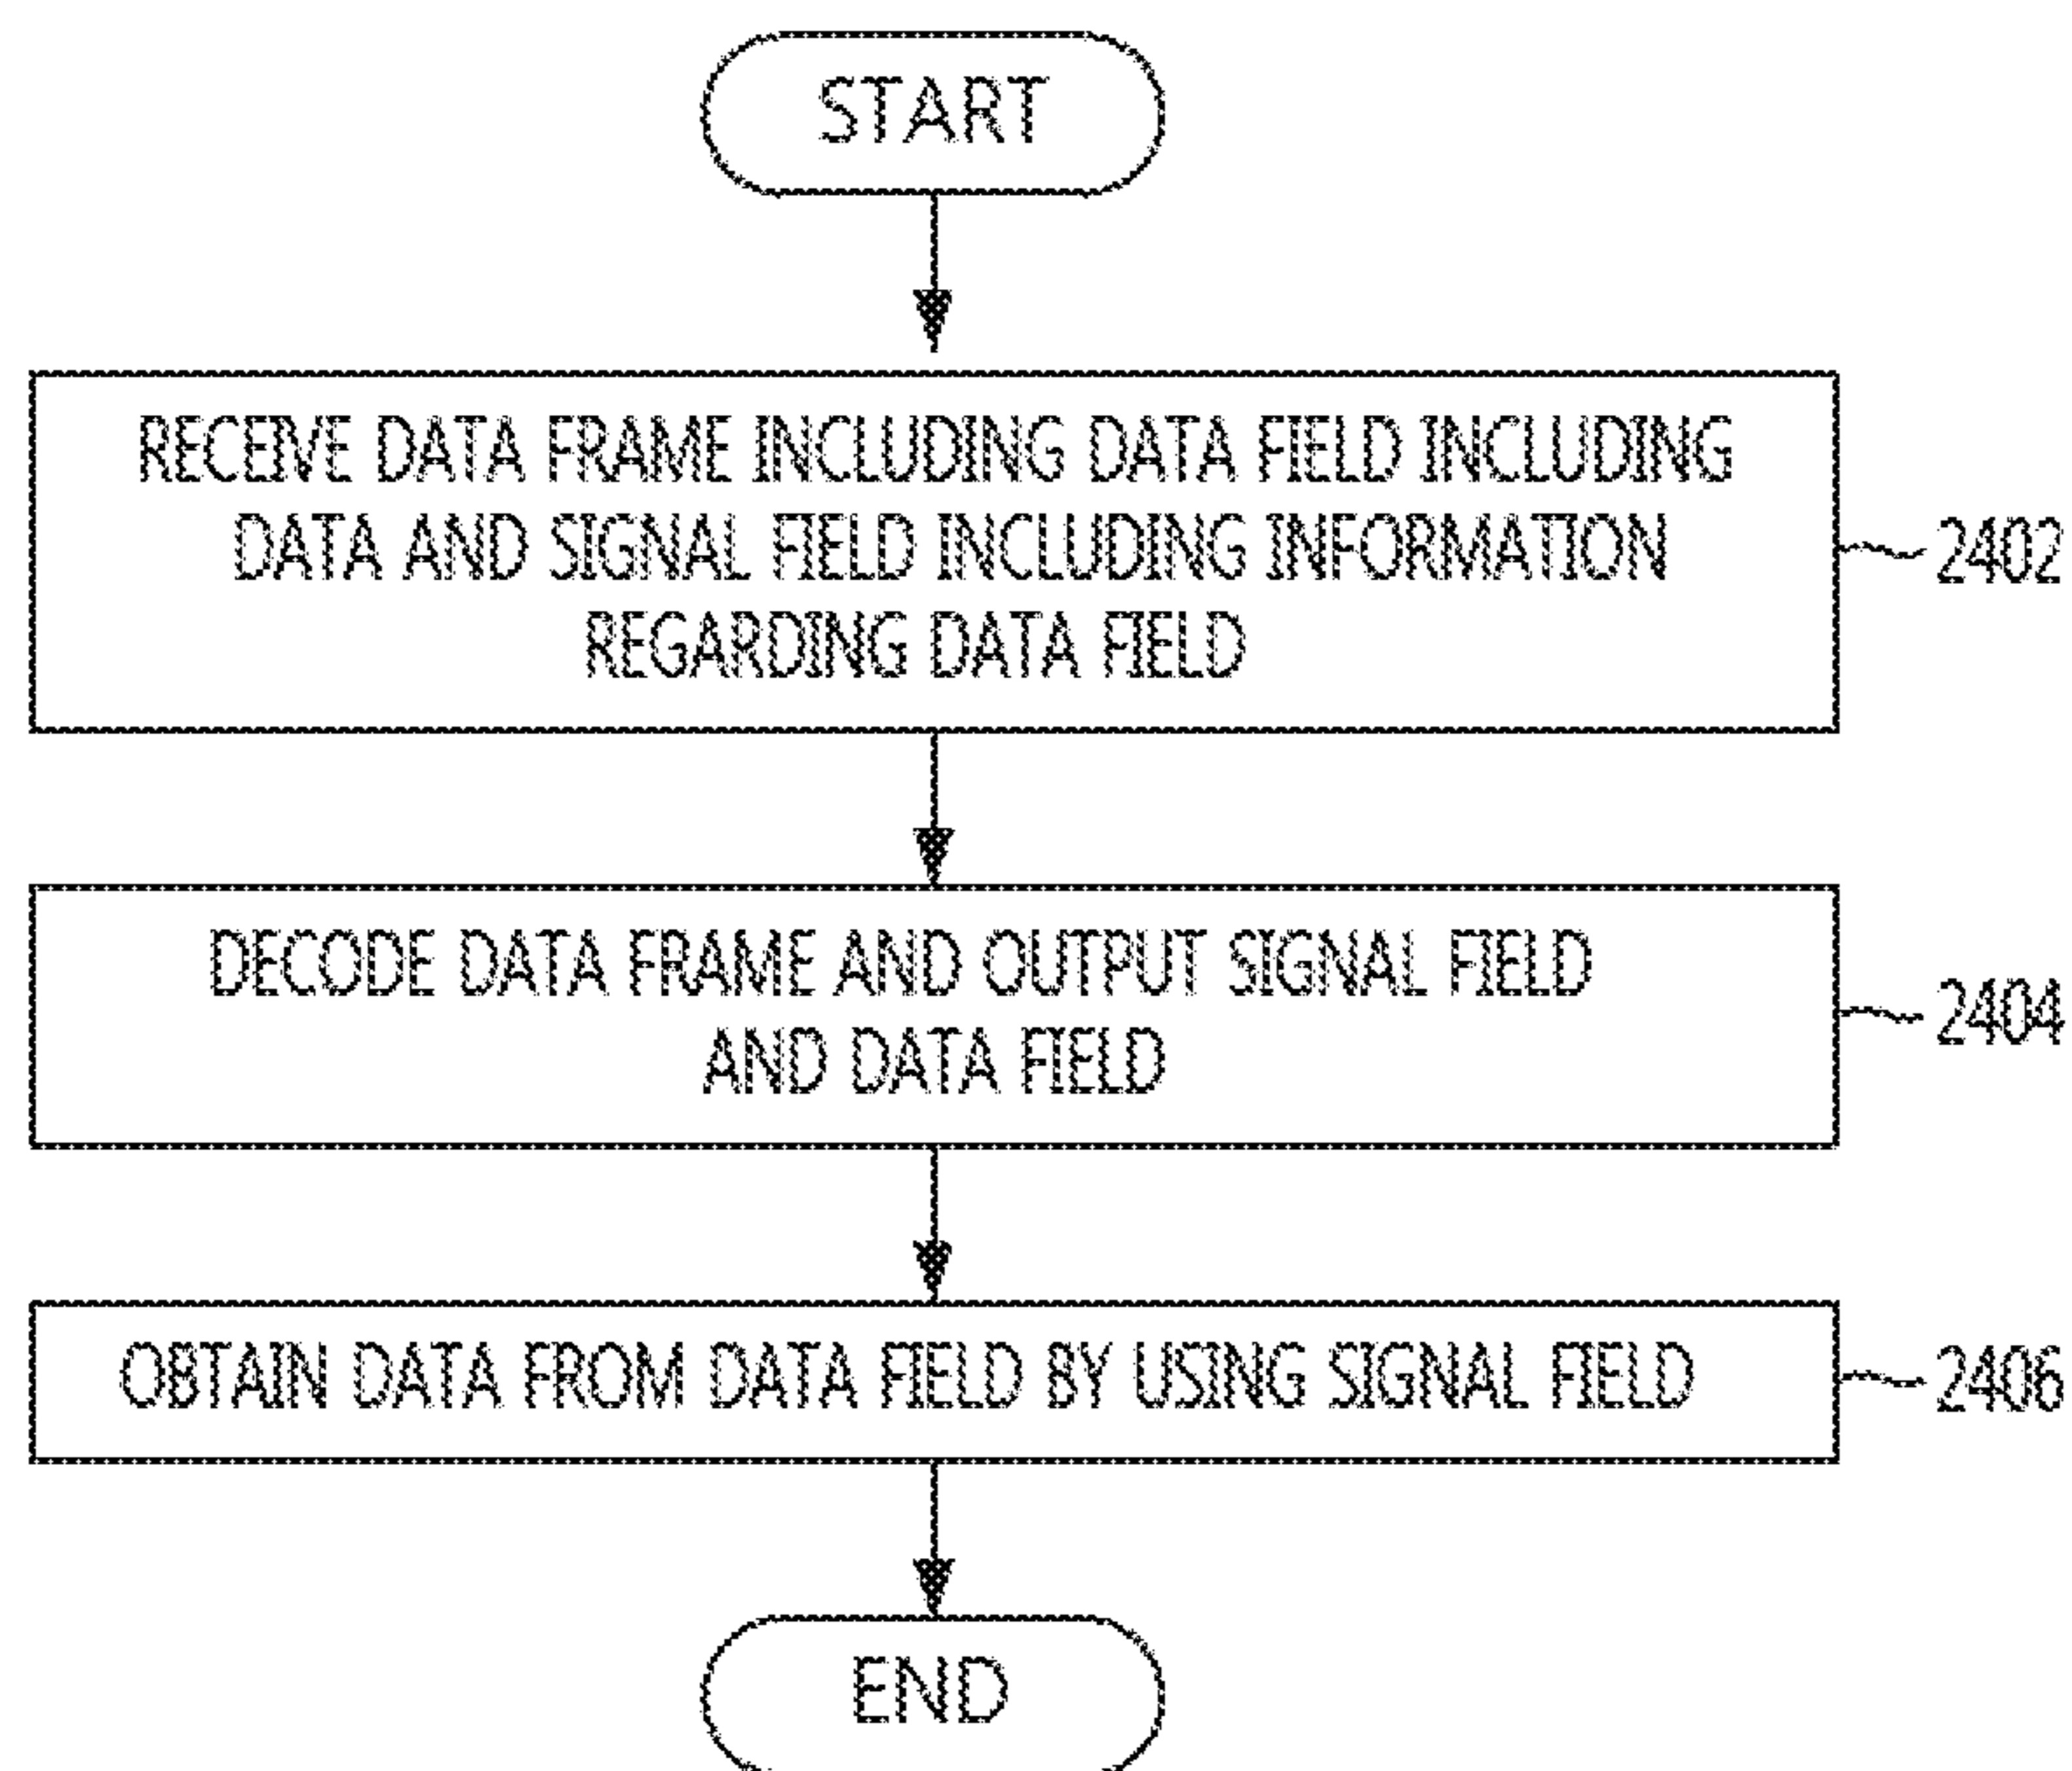 START
RECEIVE DATA FRAME INCLUDING DATA FIELD INCLUDING
DATA AND SIGNAL FIELD INCLUDING INFORMATION
REGARDING DATA FIELD
2402
DECODE DATA FRAME AND OUTPUT SIGNAL FIELD
AND DATA FIELD
2404
OBTAIN DATA FROM DATA FIELD BY USING SIGNAL FIELD
2406
END